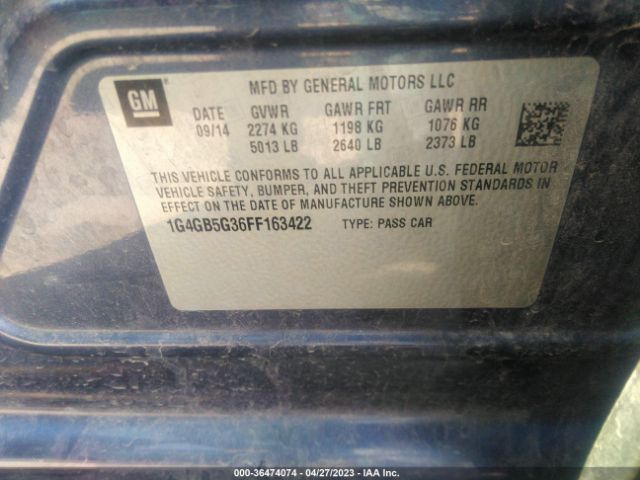 GM ®
MFD BY GENERAL MOTORS LLC
DATE GVWR GAWR FRT GAWR RR
09/14 2274 KG 1198 KG 1076 KG
5013 LB 2640 LB 2373 LB
THIS VEHICLE CONFORMS TO ALL APPLICABLE U.S. FEDERAL MOTOR
VEHICLE SAFETY, BUMPER, AND THEFT PREVENTION STANDARDS IN
EFFECT ON THE DATE OF MANUFACTURE SHOWN ABOVE.
1G4GB5G36FF163422 TYPE: PASS CAR
000-36474074 - 04/27/2023 - IAA Inc.